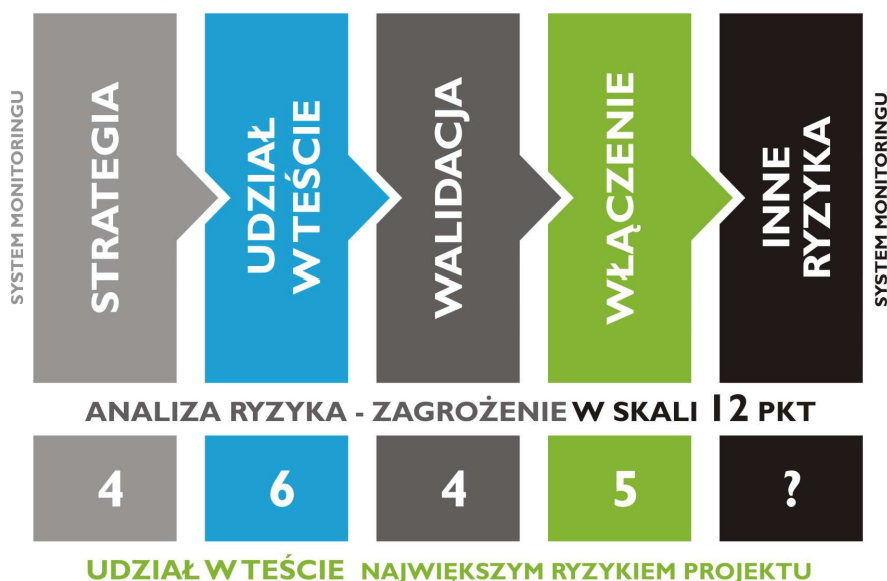 SYSTEM MONITORINGU
STRATEGIA
UDZIAŁ
W TEŚCIE
WALIDACJA
WŁĄCZENIE
INNE
RYZYKA
SYSTEM MONITORINGU
ANALIZA RYZYKA - ZAGROŻENIE W SKALI 12 PKT
4 6 4 5 ?
UDZIAŁ W TEŚCIE NAJWIĘKSZYM RYZYKIEM PROJEKTU